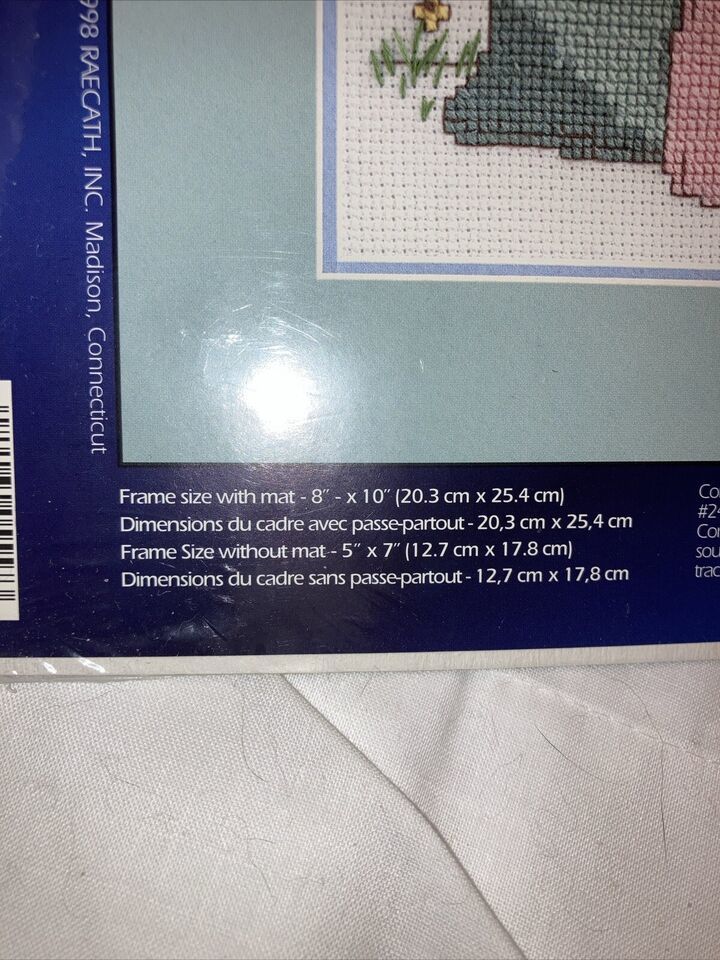 998 RAECATH, INC. Madison, Connecticut
Frame size with mat - 8″ - x 10″ (20.3 cm x 25.4 cm)
Dimensions du cadre avec passe-partout - 20,3 cm x 25,4 cm
Frame Size without mat - 5″ x 7″ (12.7 cm x 17.8 cm)
Dimensions du cadre sans passe-partout - 12,7 cm x 17,8 cm